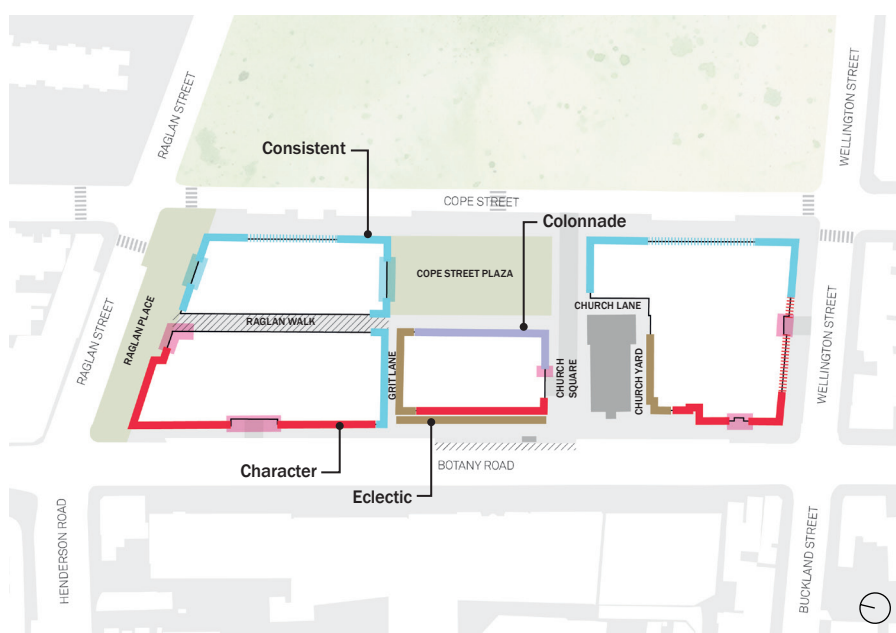 RAGLAN STREET
WELLINGTON STREET
Consistent
COPE STREET
Colonnade
COPE STREET PLAZA
CHURCH LANE
RAGLAN STREET
RAGLAN PLACE
RAGLAN WALK
GRIT LANE
CHURCH
SQUARE
CHURCH YARD
WELLINGTON STREET
Character
BOTANY ROAD
Eclectic
HENDERSON ROAD
BUCKLAND STREET